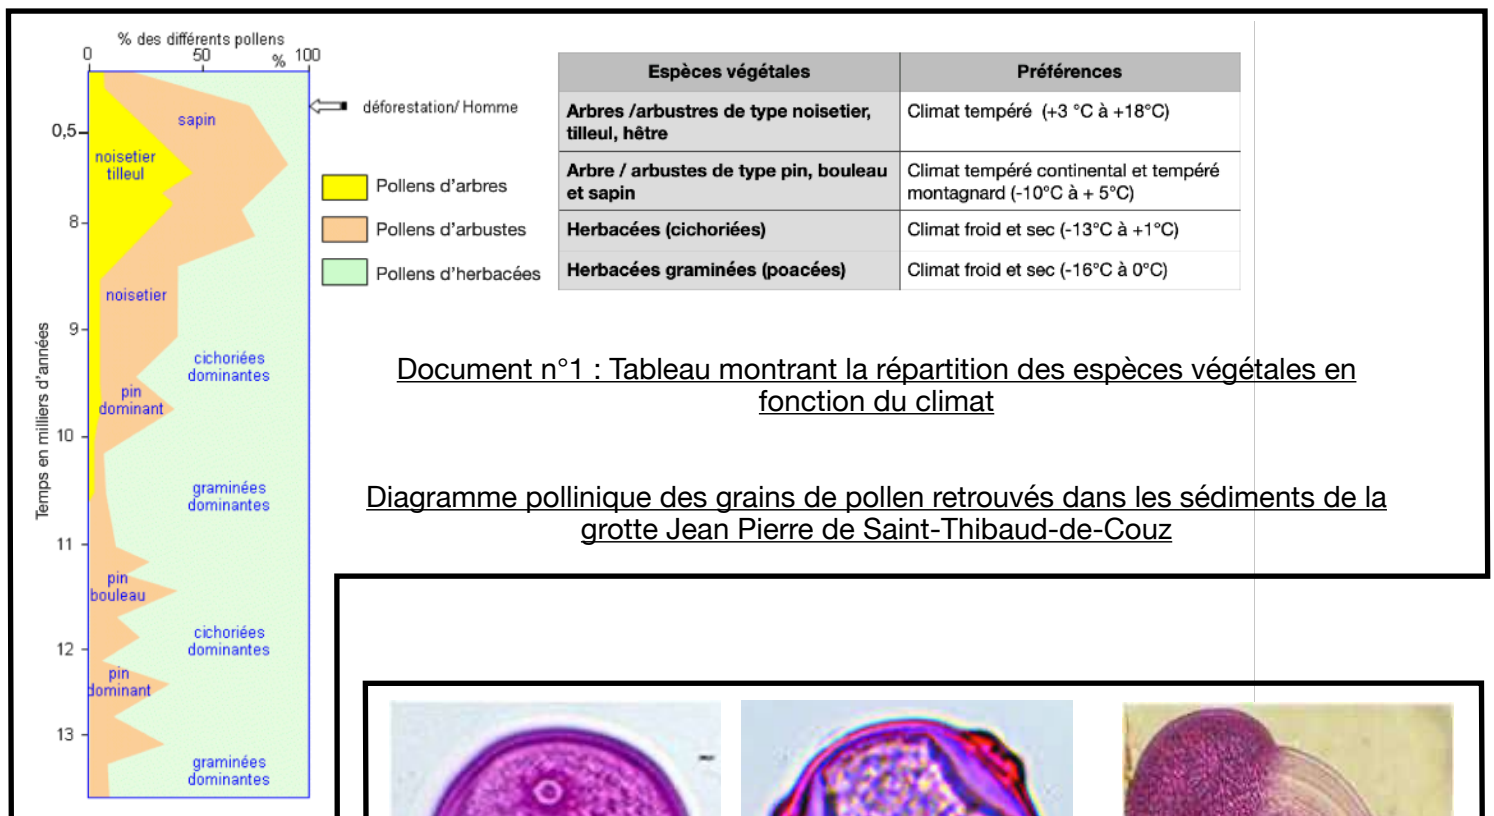 % des différents pollens
0
50
%
100
déforestation/ Homme
sapin
0,5
noisetier
tilleul
8
noisetier
9
cichoriées
dominantes
pin
dominant
10
graminées
dominantes
11
pin
bouleau
cichoriées
dominantes
12
pin
dominant
13
graminées
dominantes
Temps en milliers d'années
Pollens d'arbres
Pollens d'arbustes
Pollens d'herbacées
Espèces végétales
Préférences
Arbres /arbustres de type noisetier,
tilleul, hêtre
Climat tempéré (+3 °C à +18°C)
Arbre / arbustes de type pin, bouleau
et sapin
Climat tempéré continental et tempéré
montagnard (-10°C à + 5°C)
Herbacées (cichoriées)
Climat froid et sec (-13°C à +1°C)
Herbacées graminées (poacées)
Climat froid et sec (-16°C à 0°C)
Document n°1 : Tableau montrant la répartition des espèces végétales en
fonction du climat
Diagramme pollinique des grains de pollen retrouvés dans les sédiments de la
grotte Jean Pierre de Saint-Thibaud-de-Couz